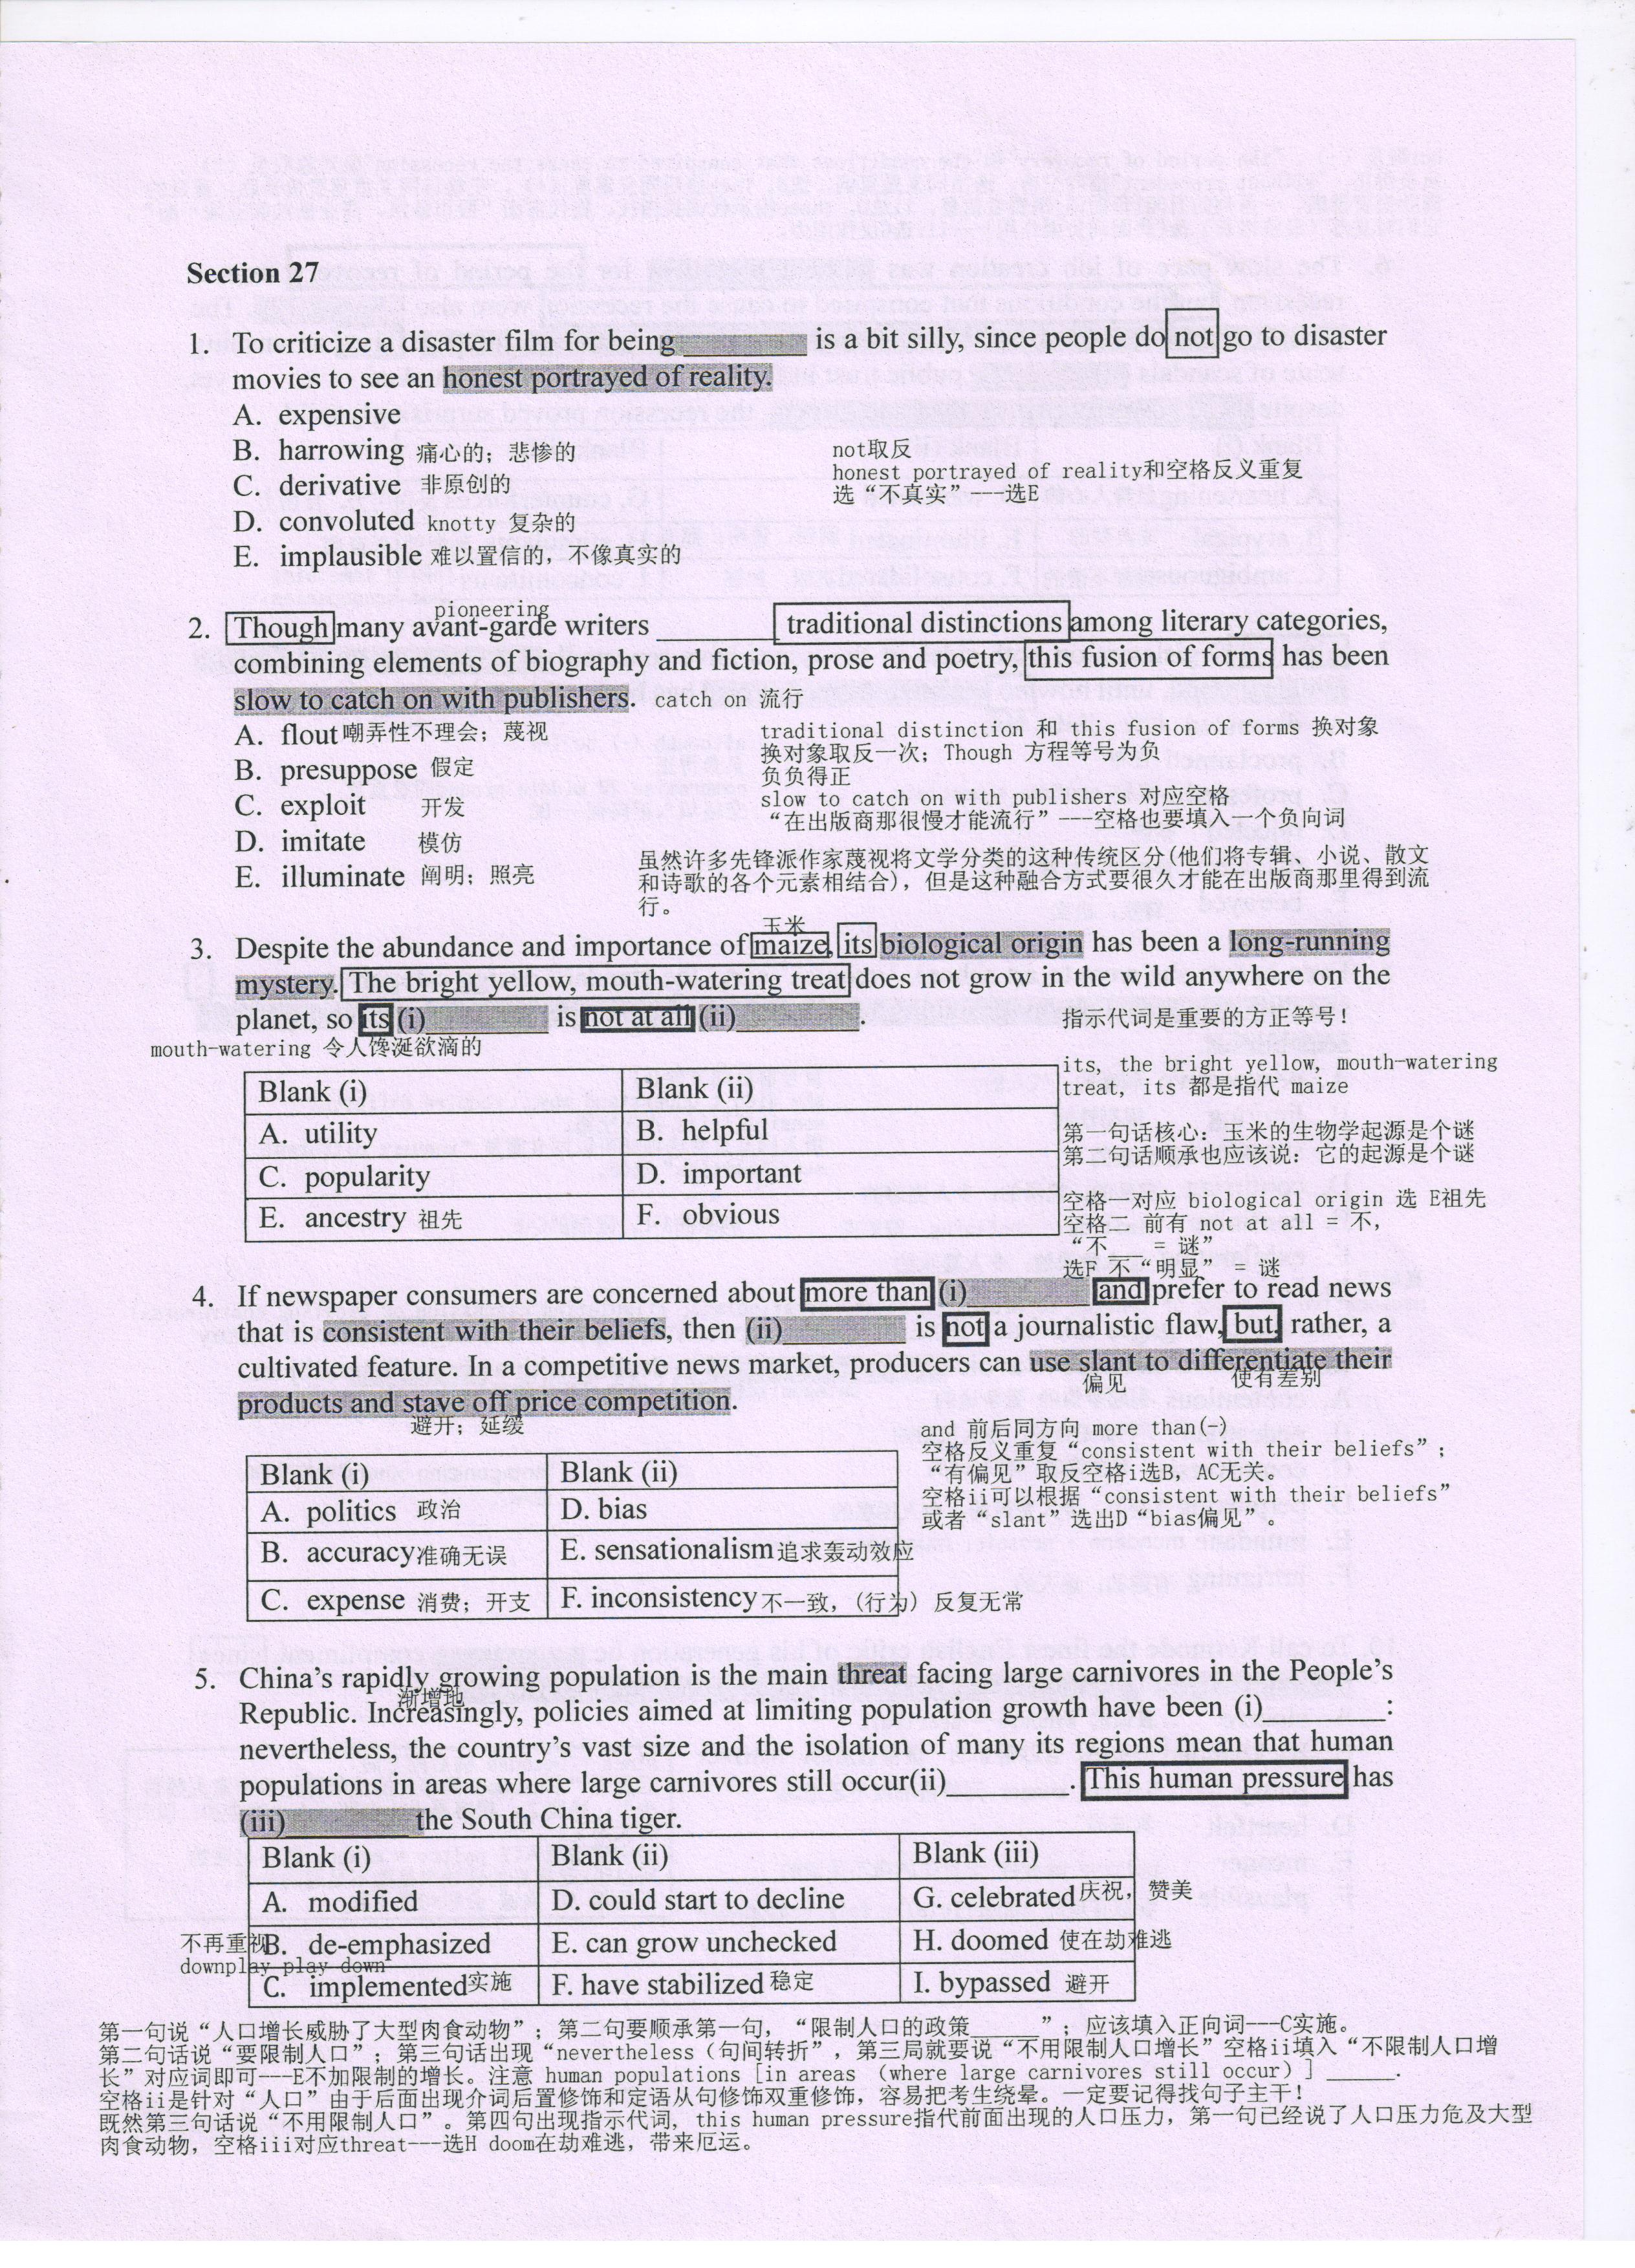 Section 27
1. To criticize a disaster film for being________ is a bit silly, since people do not go to disaster
movies to see an honest portrayed of reality.
A. expensive
B. harrowing 痛心的；悲惨的
not取反
honest portrayed of reality和空格反义重复
C. derivative 非原创的
选“不真实”---选E
D. convoluted knotty 复杂的
E. implausible 难以置信的，不像真实的
pioneering
2. Though many avant-garde writers ________ traditional distinctions among literary categories,
combining elements of biography and fiction, prose and poetry, this fusion of forms has been
slow to catch on with publishers. catch on 流行
A. flout 嘲弄性不理会；蔑视
traditional distinction 和 this fusion of forms 换对象
换对象取反一次；Though 方程等号为负
B. presuppose 假定
负负得正
C. exploit 开发
slow to catch on with publishers 对应空格
“在出版商那很慢才能流行”---空格也要填入一个负向词
D. imitate 模仿
E. illuminate 阐明；照亮
虽然许多先锋派作家蔑视将文学分类的这种传统区分(他们将专辑、小说、散文
和诗歌的各个元素相结合)，但是这种融合方式要很久才能在出版商那里得到流
行。
玉米
3. Despite the abundance and importance of maize, its biological origin has been a long-running
mystery. The bright yellow, mouth-watering treat does not grow in the wild anywhere on the
planet, so its (i)________ is not at all (ii)________.
指示代词是重要的方正等号！
mouth-watering 令人馋涎欲滴的
its, the bright yellow, mouth-watering
treat, its 都是指代 maize
Blank (i) Blank (ii)
A. utility B. helpful
C. popularity D. important
E. ancestry 祖先 F. obvious
第一句话核心：玉米的生物学起源是个谜
第二句话顺承也应该说：它的起源是个谜
空格一对应 biological origin 选 E祖先
空格二 前有 not at all = 不,
“不___ = 谜”
选F 不“明显” = 谜
4. If newspaper consumers are concerned about more than (i)________ and prefer to read news
that is consistent with their beliefs, then (ii)________ is not a journalistic flaw, but, rather, a
cultivated feature. In a competitive news market, producers can use slant to differentiate their
偏见 使有差别
products and stave off price competition.
避开；延缓
and 前后同方向 more than(-)
空格反义重复“consistent with their beliefs”；
“有偏见”取反空格i选B，AC无关。
空格ii可以根据“consistent with their beliefs”
或者“slant”选出D“bias偏见”。
Blank (i) Blank (ii)
A. politics 政治 D. bias
B. accuracy 准确无误 E. sensationalism 追求轰动效应
C. expense 消费；开支 F. inconsistency 不一致，(行为) 反复无常
5. China's rapidly growing population is the main threat facing large carnivores in the People's
渐增地
Republic. Increasingly, policies aimed at limiting population growth have been (i)________:
nevertheless, the country's vast size and the isolation of many its regions mean that human
populations in areas where large carnivores still occur(ii)________. This human pressure has
(iii)________ the South China tiger.
Blank (i) Blank (ii) Blank (iii)
A. modified D. could start to decline G. celebrated 庆祝，赞美
不再重视
B. de-emphasized E. can grow unchecked H. doomed 使在劫难逃
downplay play down
C. implemented 实施 F. have stabilized 稳定 I. bypassed 避开
第一句说“人口增长威胁了大型肉食动物”；第二句要顺承第一句，“限制人口的政策_____”；应该填入正向词---C实施。
第二句话说“要限制人口”；第三句话出现“nevertheless（句间转折”，第三局就要说“不用限制人口增长”空格ii填入“不限制人口增
长”对应词即可---E不加限制的增长。注意 human populations [in areas （where large carnivores still occur）] _____.
空格ii是针对“人口”由于后面出现介词后置修饰和定语从句修饰双重修饰，容易把考生绕晕。一定要记得找句子主干！
既然第三句话说“不用限制人口”。第四句出现指示代词, this human pressure指代前面出现的人口压力，第一句已经说了人口压力危及大型
肉食动物，空格iii对应threat---选H doom在劫难逃，带来厄运。